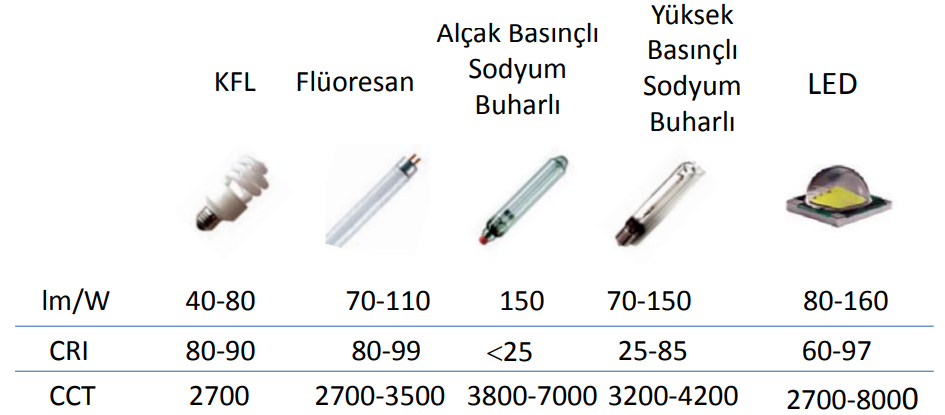 KFL
Flüoresan
Alçak Basınçlı
Sodyum
Buharlı
Yüksek
Basınçlı
Sodyum
Buharlı
LED
lm/W 40-80 70-110 150 70-150 80-160
CRI 80-90 80-99 <25 25-85 60-97
CCT 2700 2700-3500 3800-7000 3200-4200 2700-8000